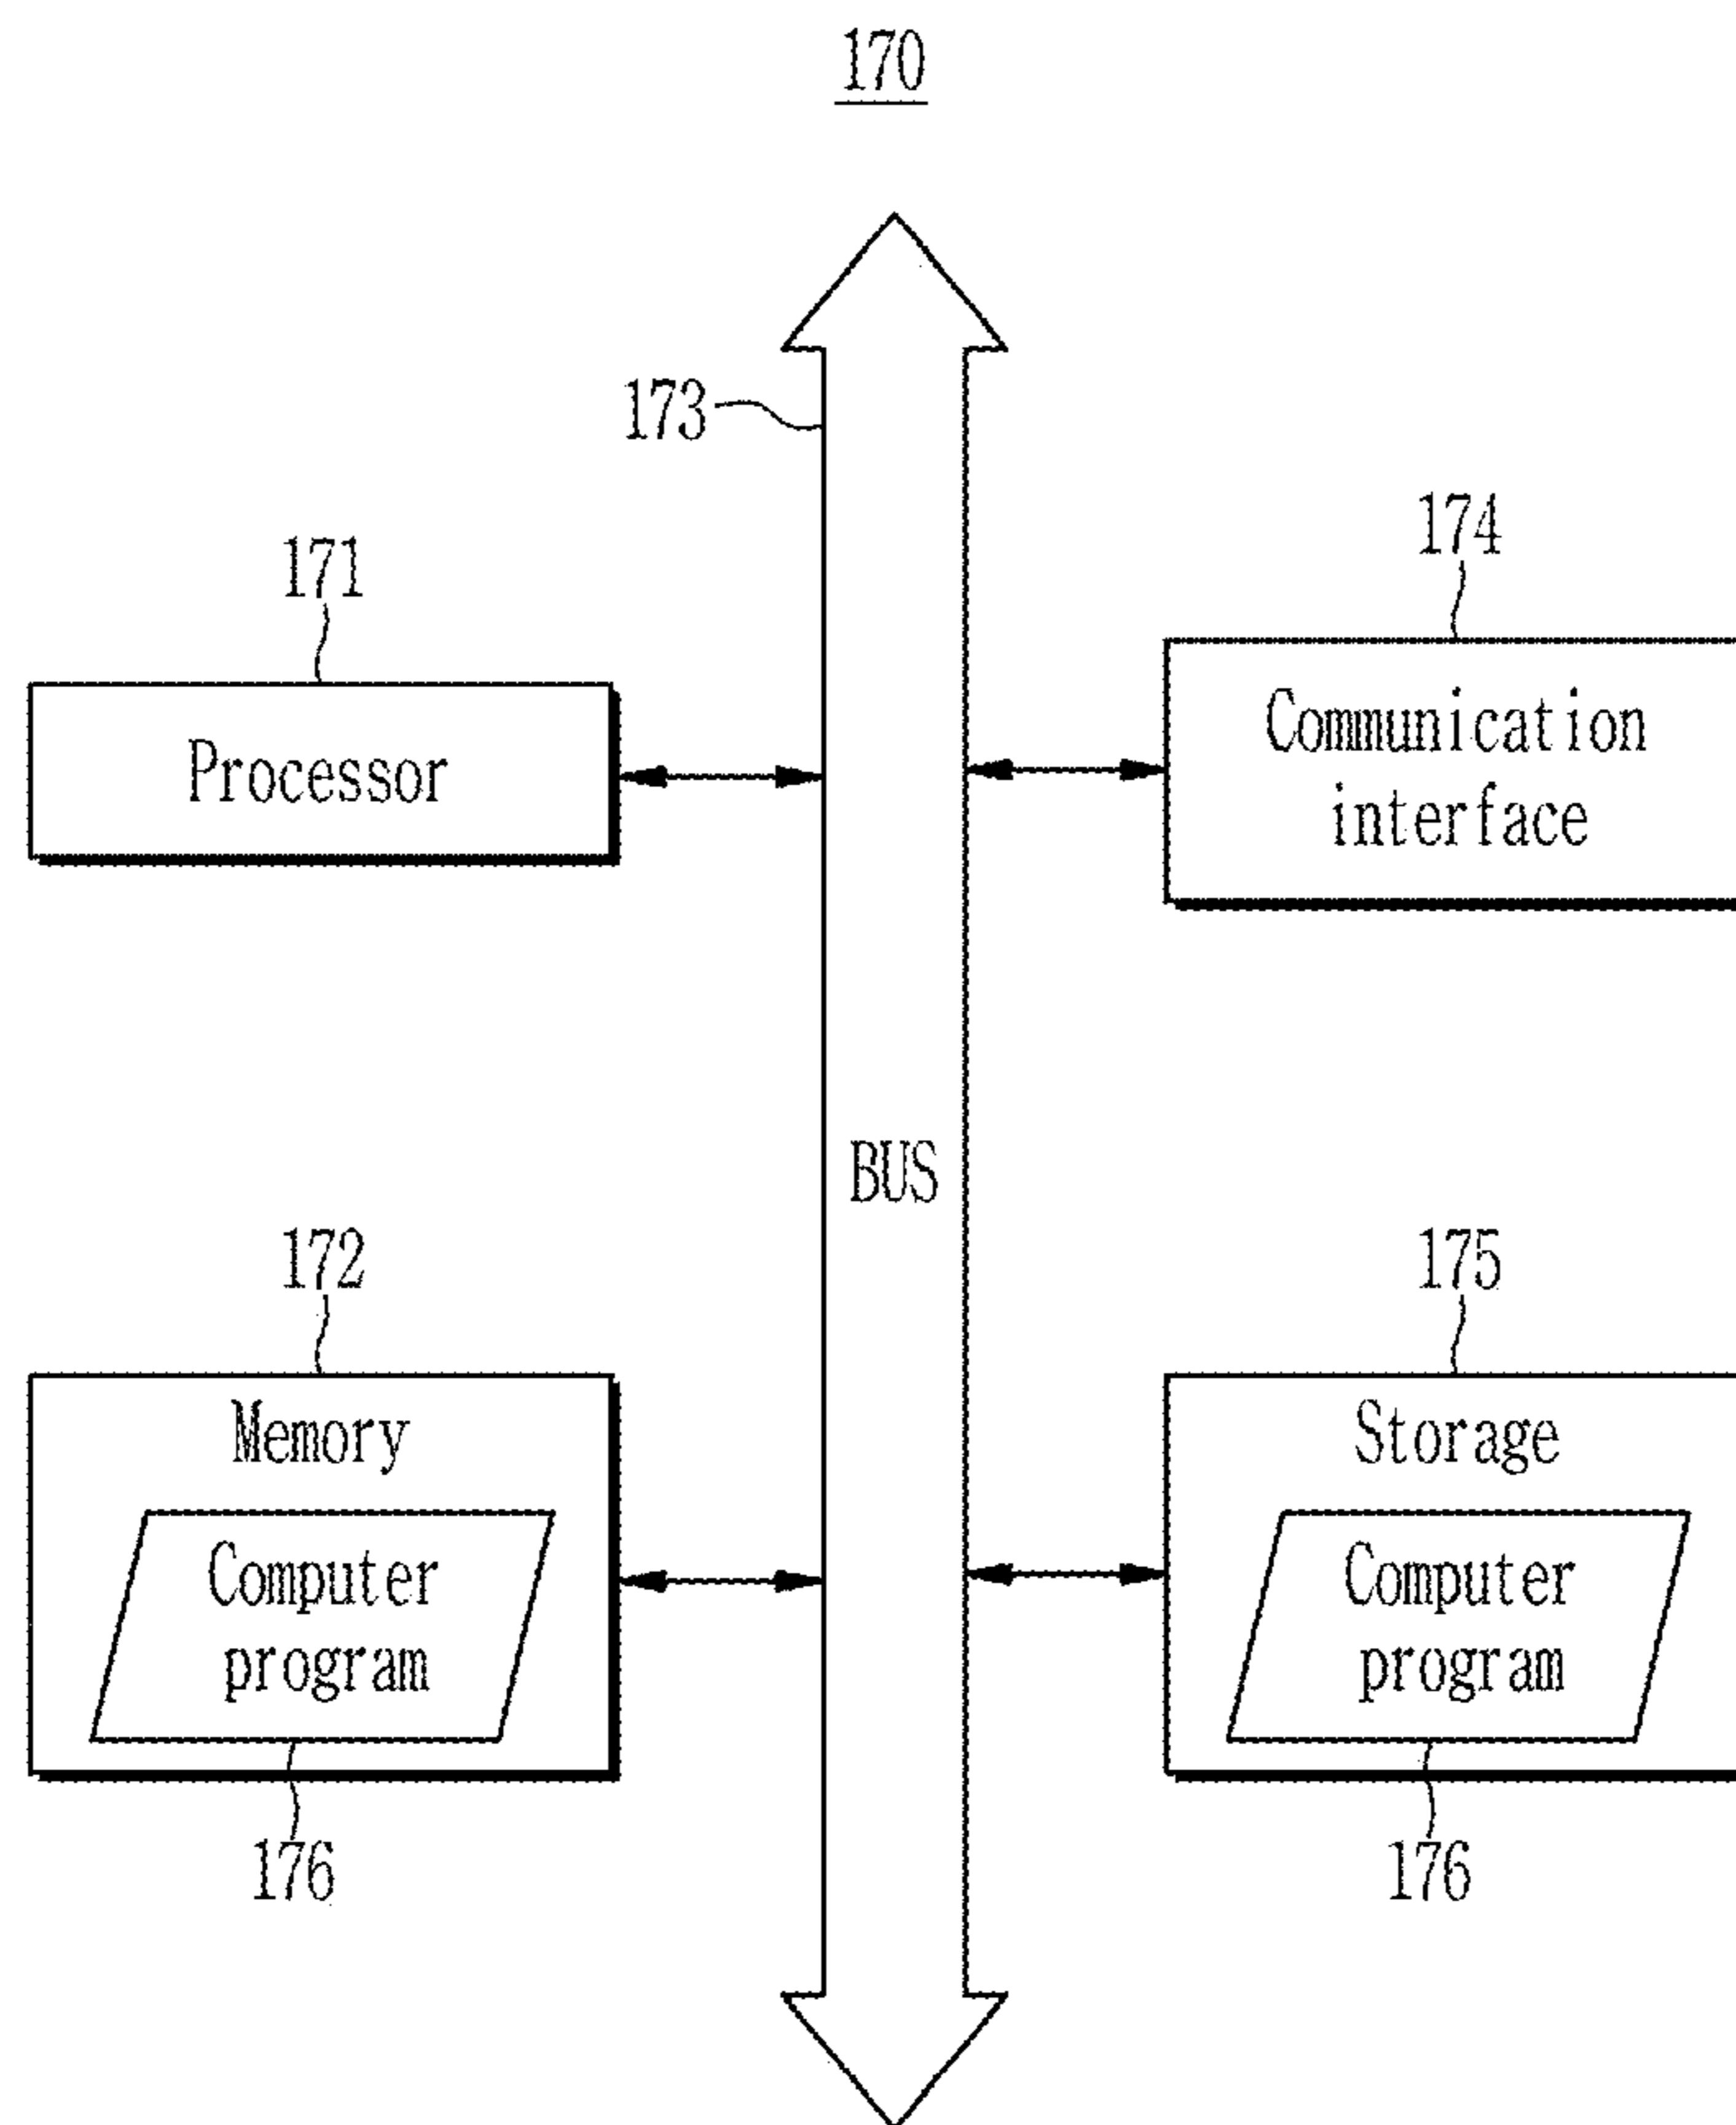 170
173
171
174
Processor
Communication
interface
BUS
172
175
Memory
Computer
program
176
Storage
Computer
program
176